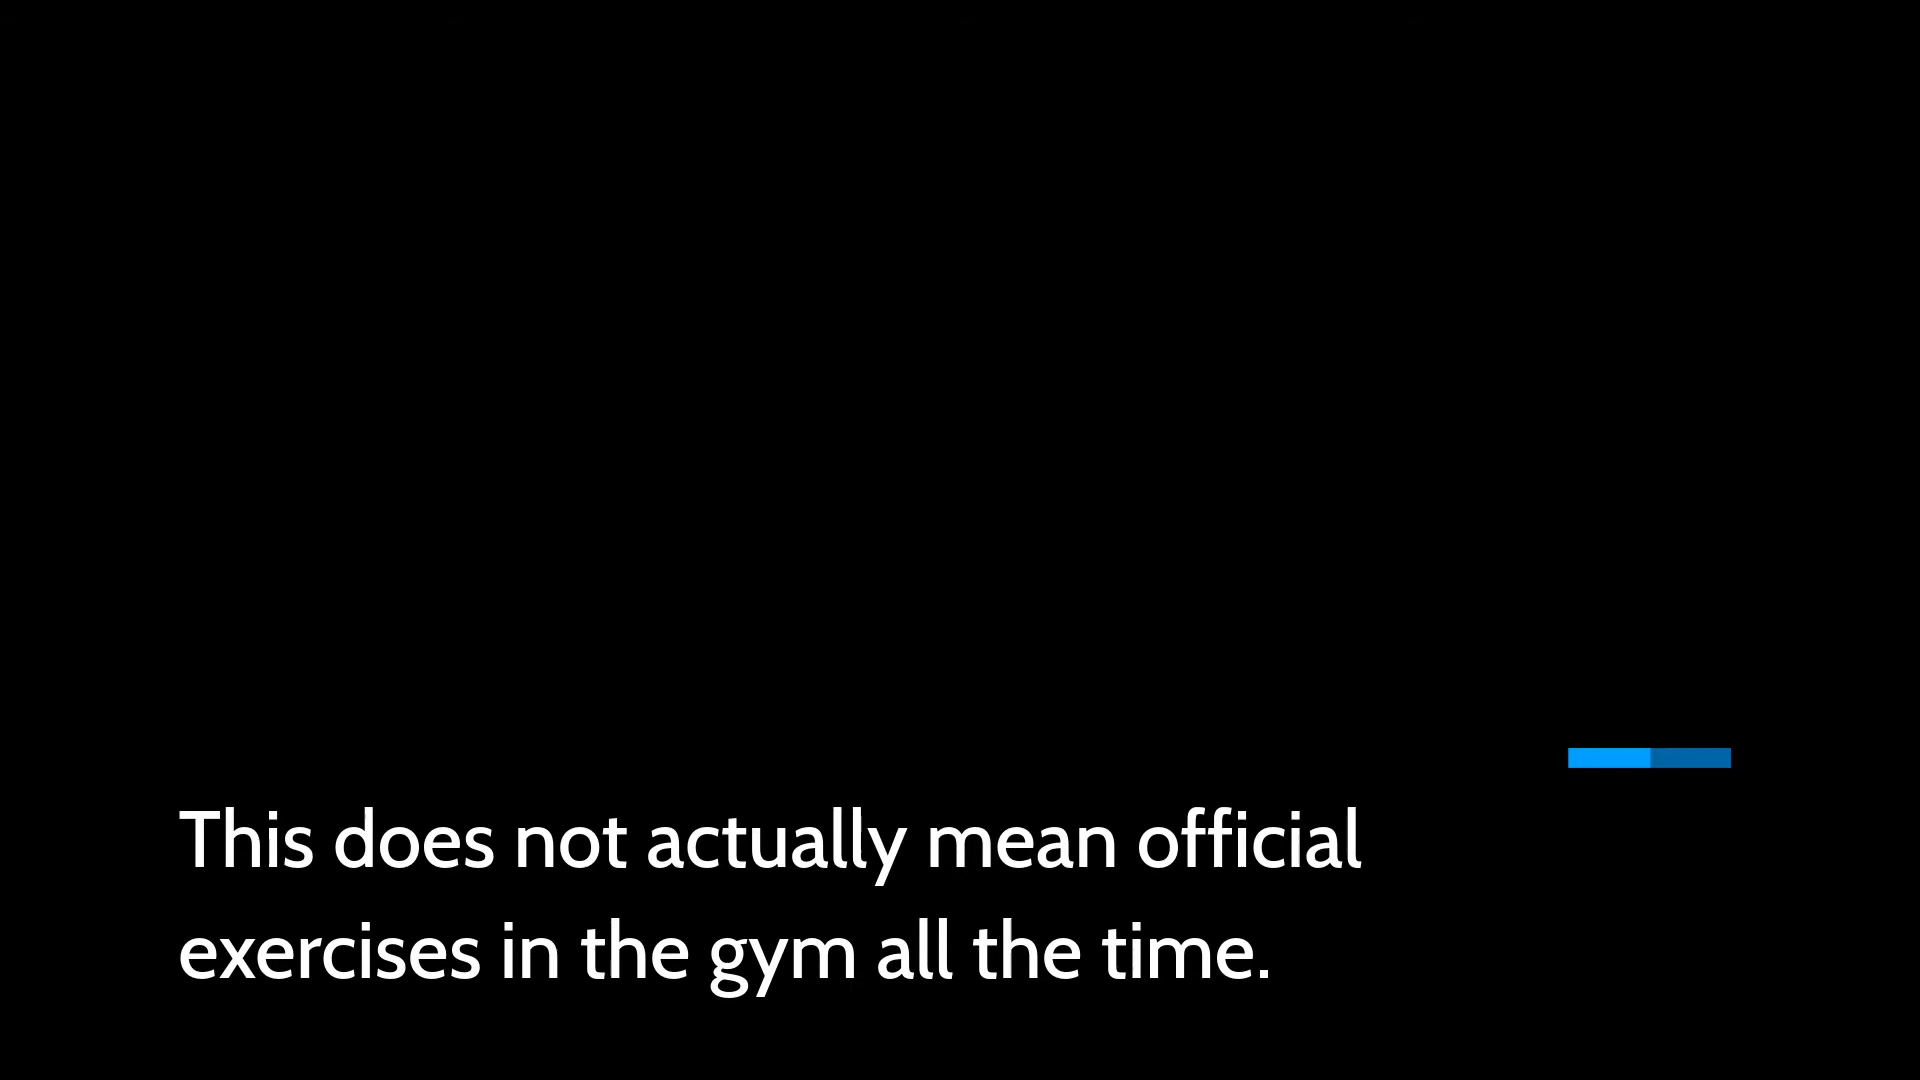 This does not actually mean official
exercises in the gym all the time.